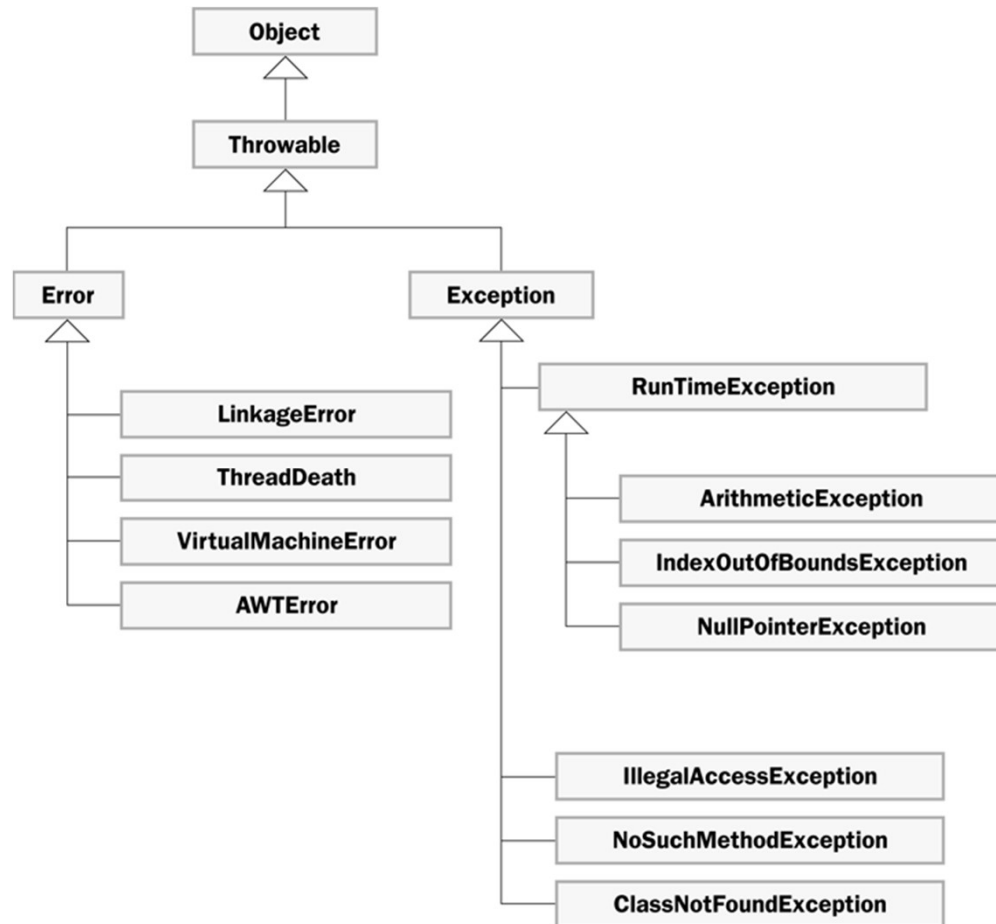 Object
Throwable
Error
Exception
LinkageError
ThreadDeath
VirtualMachineError
AWTError
RunTimeException
ArithmeticException
IndexOutOfBoundsException
NullPointerException
IllegalAccessException
NoSuchMethodException
ClassNotFoundException